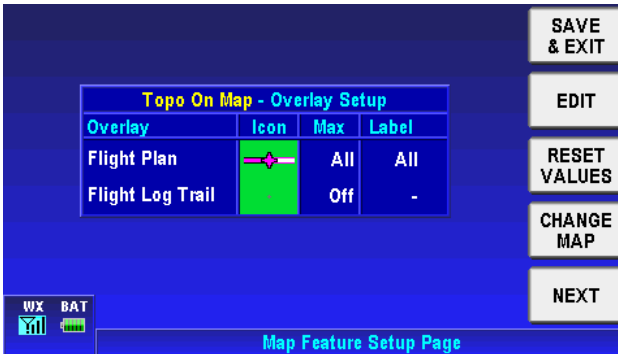 SAVE
& EXIT
Topo On Map - Overlay Setup
EDIT
Overlay Icon Max Label
Flight Plan All All
RESET
VALUES
Flight Log Trail Off -
CHANGE
MAP
NEXT
WX BAT
Map Feature Setup Page